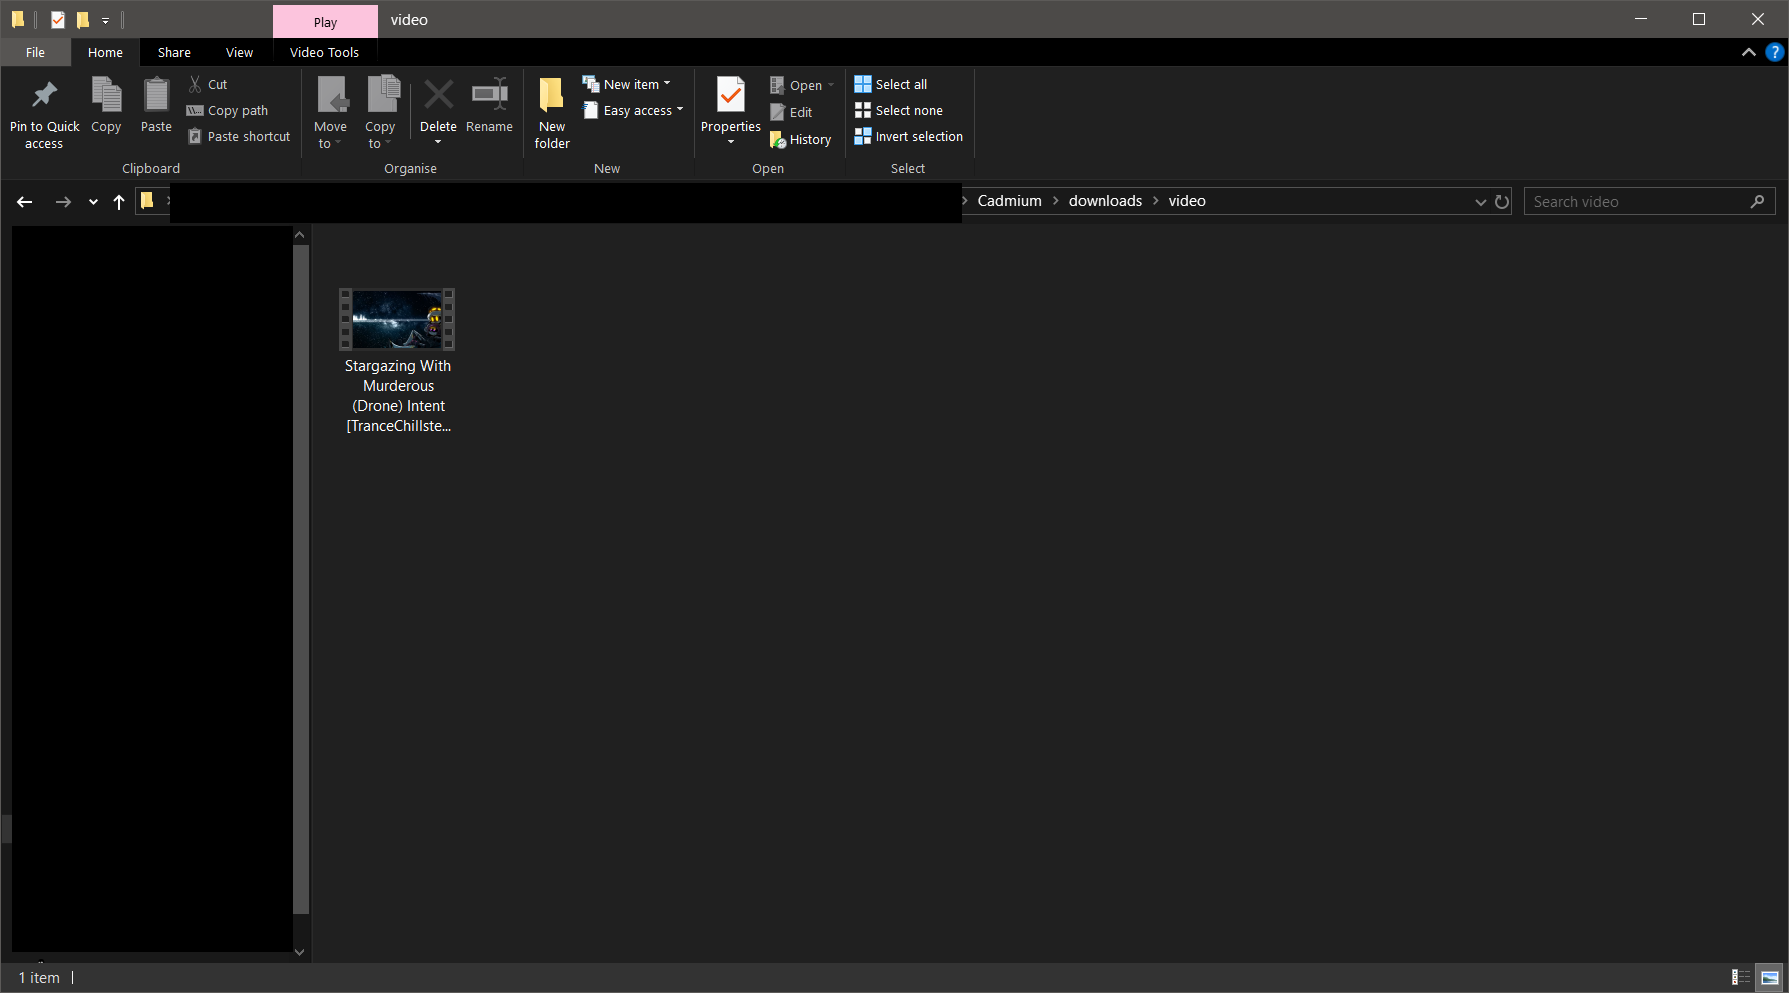 Play
video
File
Home
Share
View
Video Tools
?
Pin to Quick
access
Copy
Paste
Cut
Copy path
Paste shortcut
Clipboard
Move
to
Copy
to
Delete
Rename
Organise
New
folder
New item
Easy access
New
Properties
Open
Edit
History
Open
Select all
Select none
Invert selection
Select
Cadmium
downloads
video
Search video
Stargazing With
Murderous
(Drone) Intent
[TranceChillste...
1 item